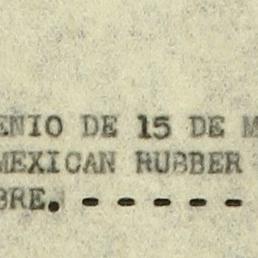 ENIO DE 15 DE M
MEXICAN RUBBER
BRE. - - - - -